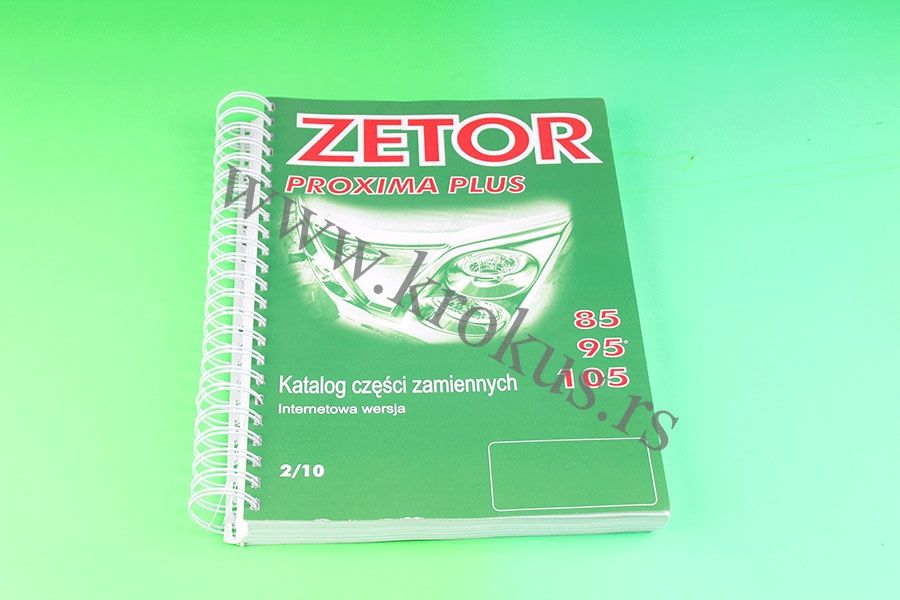 ZETOR
PROXIMA PLUS
85
95
105
Katalog części zamiennych
Internetowa wersja
2/10
www.krokus.rs